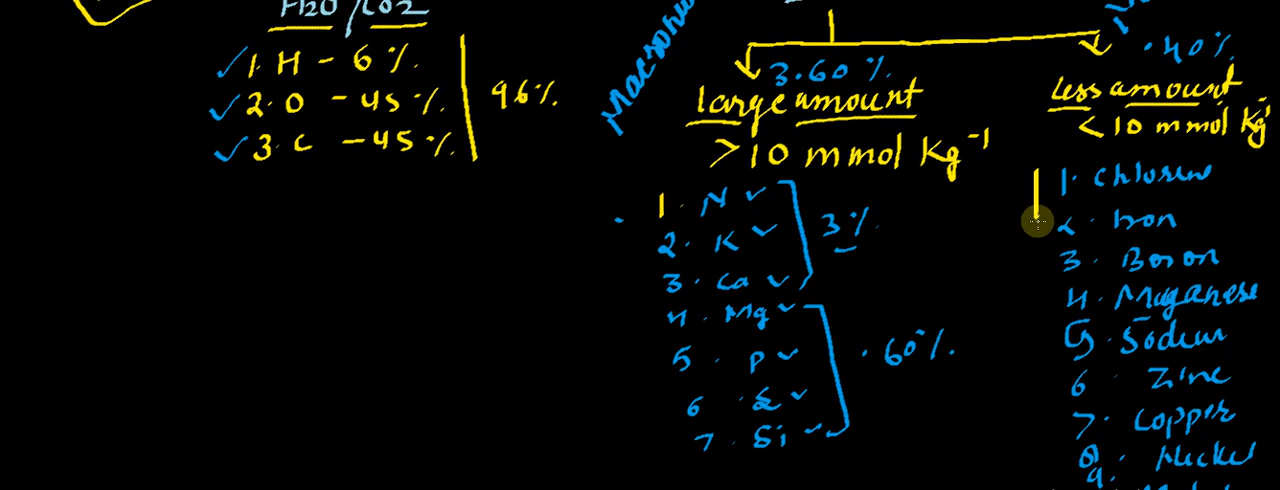 H2O/CO2
1. H - 6%.
2. O - 45%.
3. C - 45%.
96%.
3.60%.
large amount
>10 mmol Kg-1
1. N
2. K
3. Ca
3%.
4. Mg
5. P
6. S
7. Si
.60%.
.40%.
less amount
<10 mmol Kg-1
1. Chlorine
2. Iron
3. Boron
4. Maganese
5. Sodium
6 Zinc
7. Copper
8. Nickel
9.